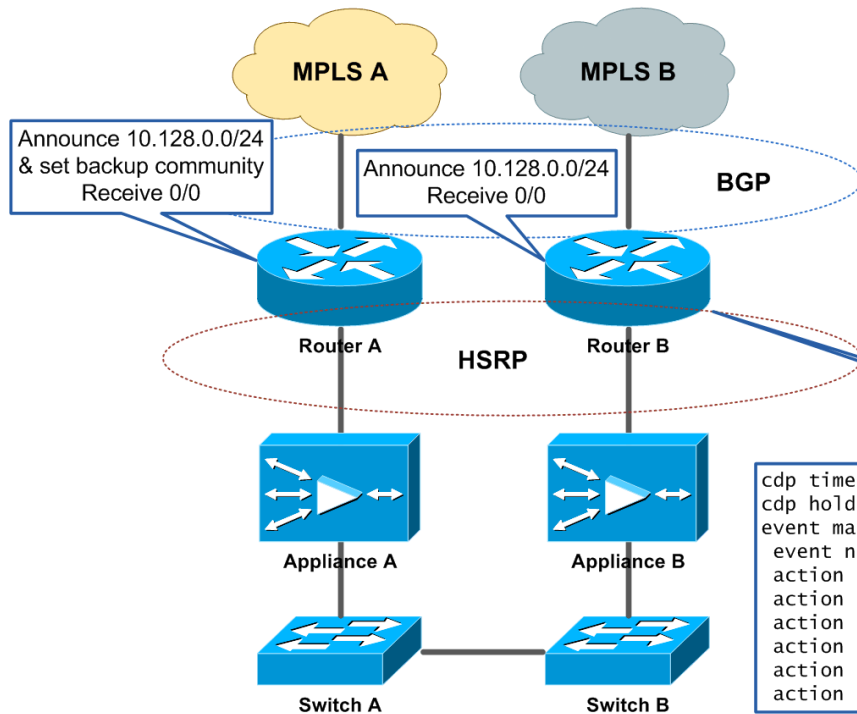 MPLS A
MPLS B
Announce 10.128.0.0/24
& set backup community
Receive 0/0
Announce 10.128.0.0/24
Receive 0/0
BGP
Router A
Router B
HSRP
Appliance A
Appliance B
cdp time
cdp hold
event ma
event n
action
action
action
action
action
action
Switch A
Switch B